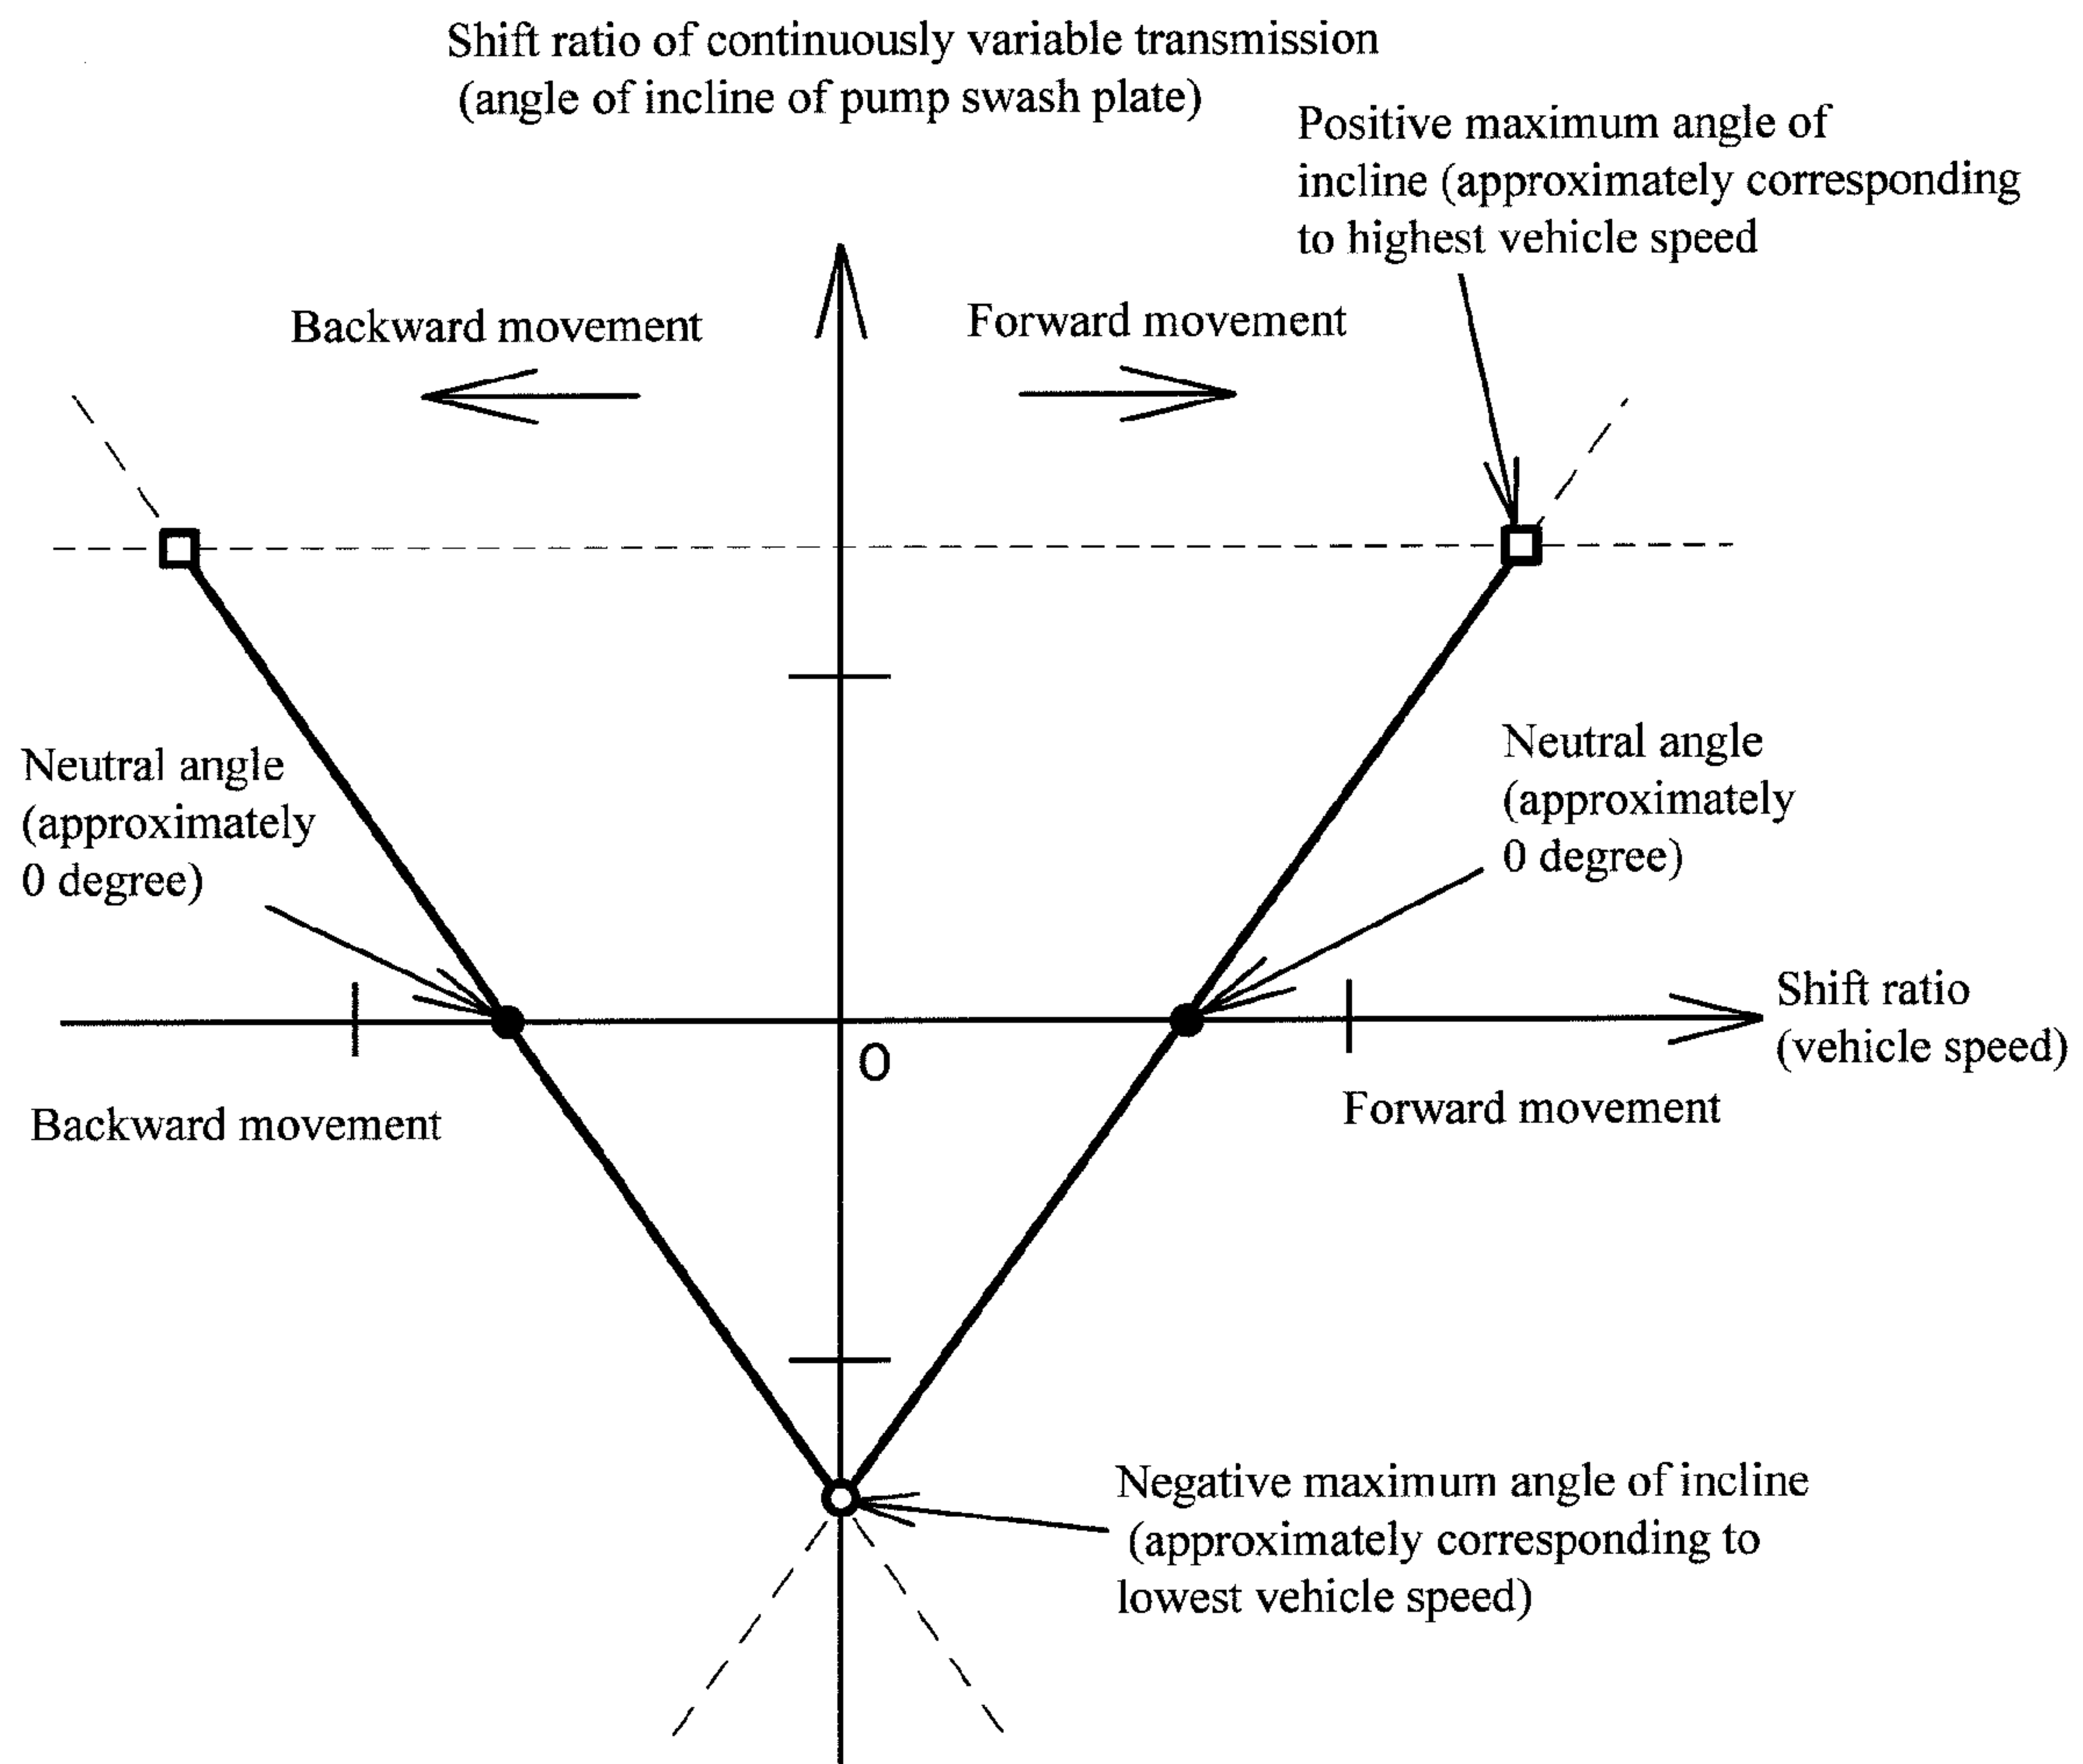 Shift ratio of continuously variable transmission
(angle of incline of pump swash plate)
Positive maximum angle of
incline (approximately corresponding
to highest vehicle speed
Backward movement
Forward movement
Neutral angle
(approximately
0 degree)
Neutral angle
(approximately
0 degree)
Shift ratio
(vehicle speed)
O
Backward movement
Forward movement
Negative maximum angle of incline
(approximately corresponding to
lowest vehicle speed)